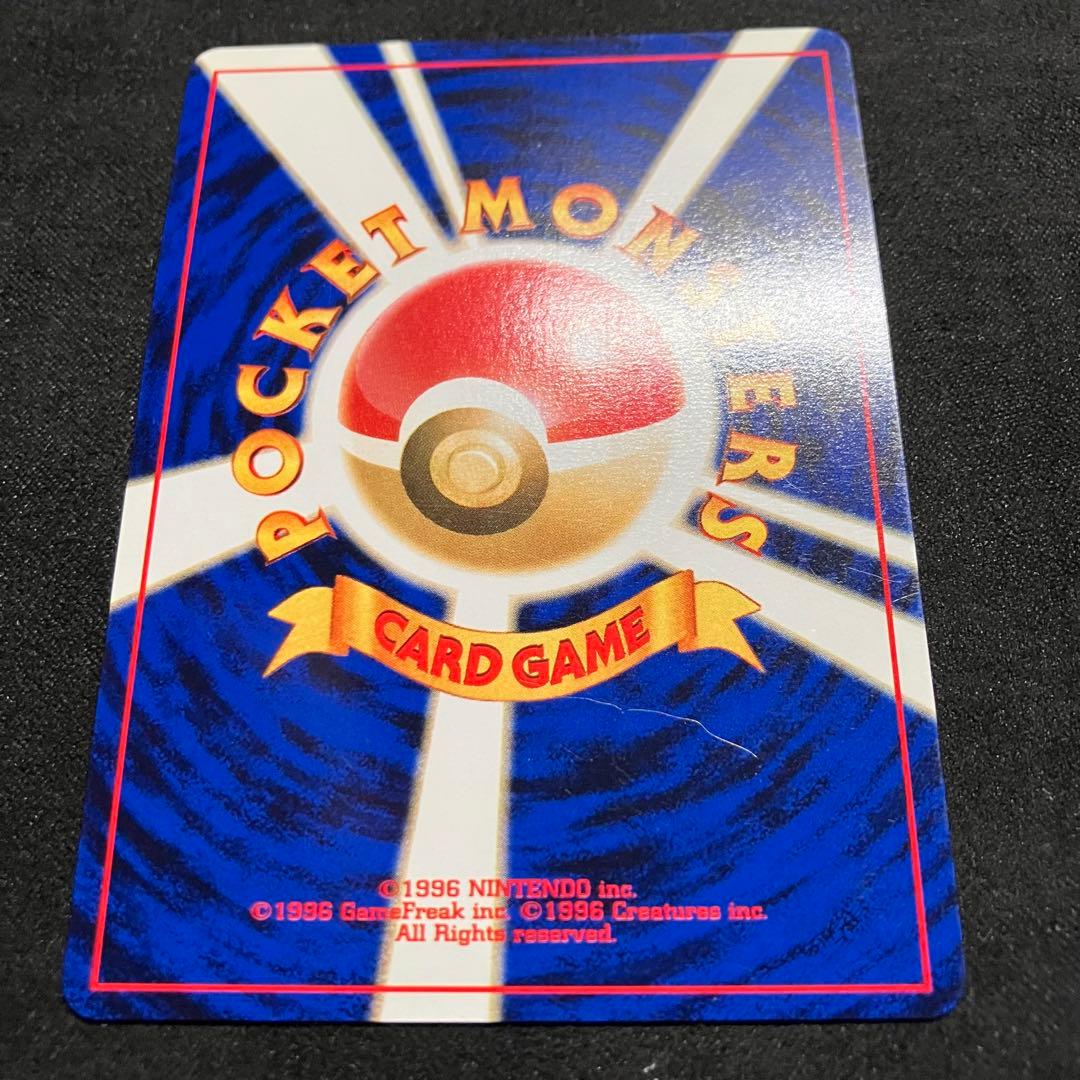 POCKET MONSTERS
CARD GAME
©1996 NINTENDO inc.
©1996 GameFreak inc. ©1996 Creatures inc.
All Rights reserved.